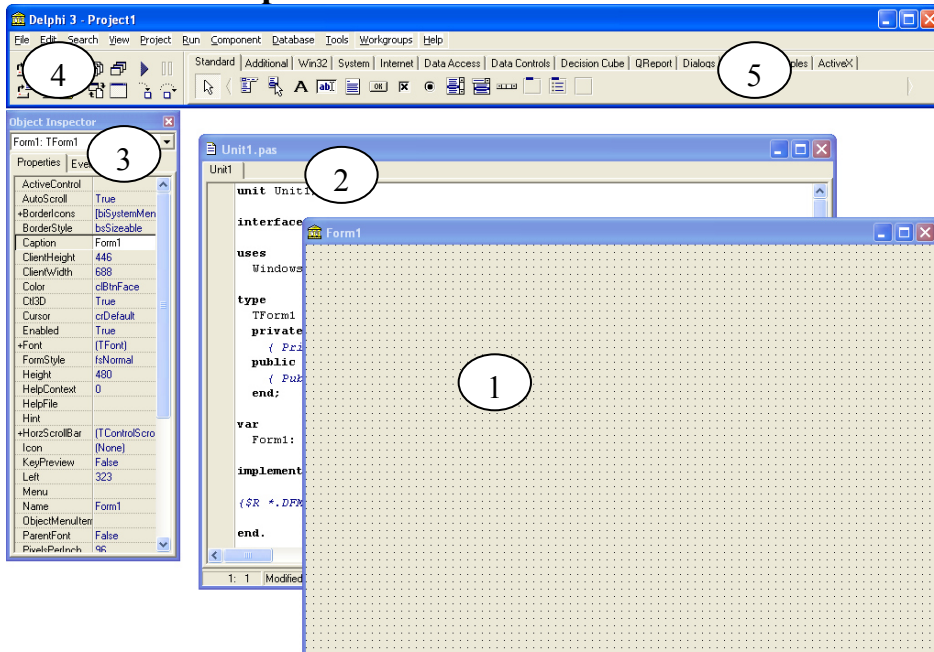 Delphi 3 - Project1
File Edit Search View Project Run Component Database Tools Workgroups Help
4
Standard Additional Win32 System Internet Data Access Data Controls Decision Cube QReport Dialogs ActiveX
5
Object Inspector
Form1: TForm1
3
Properties
ActiveControl
AutoScroll True
+BorderIcons [biSystemMen
BorderStyle bsSizeable
Caption Form1
ClientHeight 446
ClientWidth 688
Color clBtnFace
Ctl3D True
Cursor crDefault
Enabled True
+Font (TFont)
FormStyle fsNormal
Height 480
HelpContext 0
HelpFile
Hint
+HorzScrollBar (TControlScro
Icon (None)
KeyPreview False
Left 323
Menu
Name Form1
ObjectMenuItem
ParentFont False
PixelsPerInch 96
Unit1.pas
Unit1
2
unit Unit1
interface
uses
Windows
type
TForm1
private
{ Pri
public
{ Pub
end;
var
Form1:
implement
{$R *.DFM
end.
1: 1 Modified
Form1
1